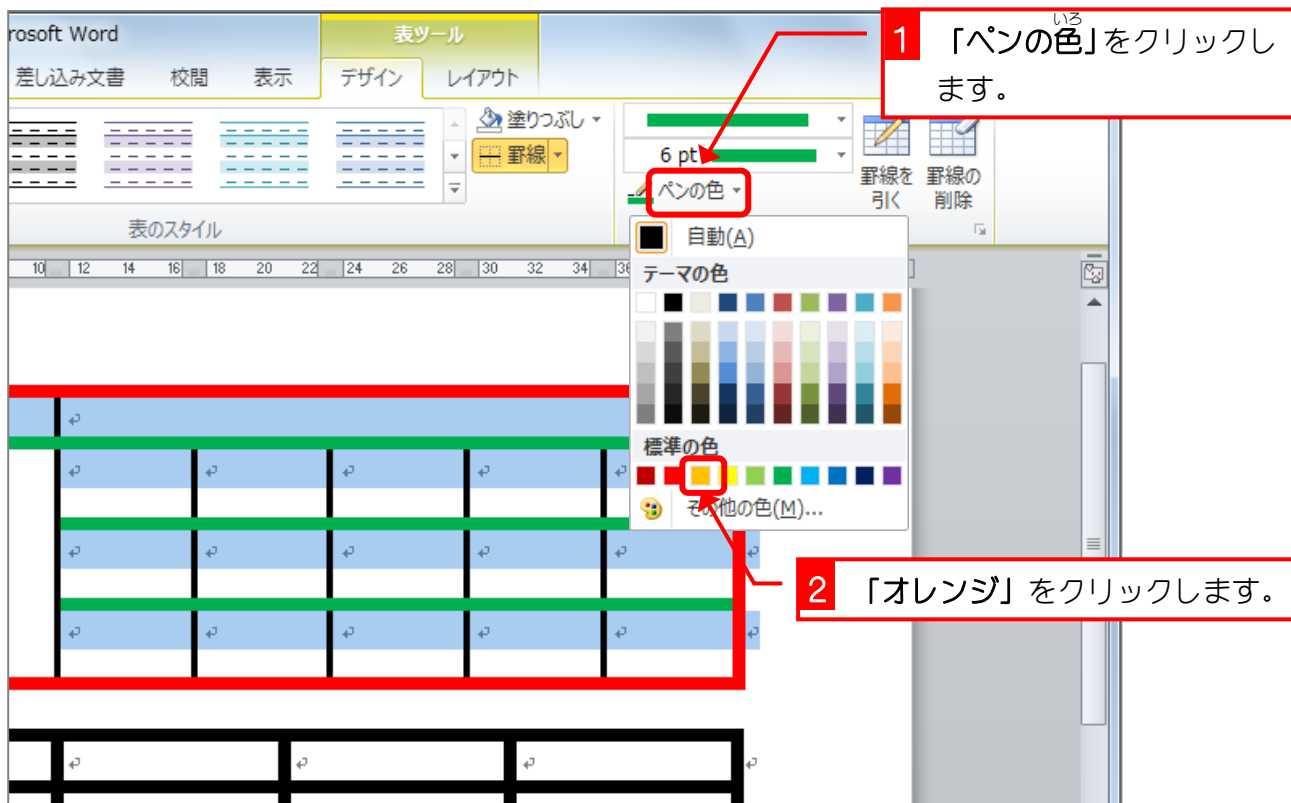 rosoft Word
表ツール
差し込み文書 校閲 表示 デザイン レイアウト
塗りつぶし
罫線
6 pt
ペンの色
罫線を引く
罫線の削除
表のスタイル
10 12 14 16 18 20 22 24 26 28 30 32 34
自動(A)
テーマの色
標準の色
その他の色(M)...
いろ
1 「ペンの色」をクリックし
ます。
2 「オレンジ」をクリックします。